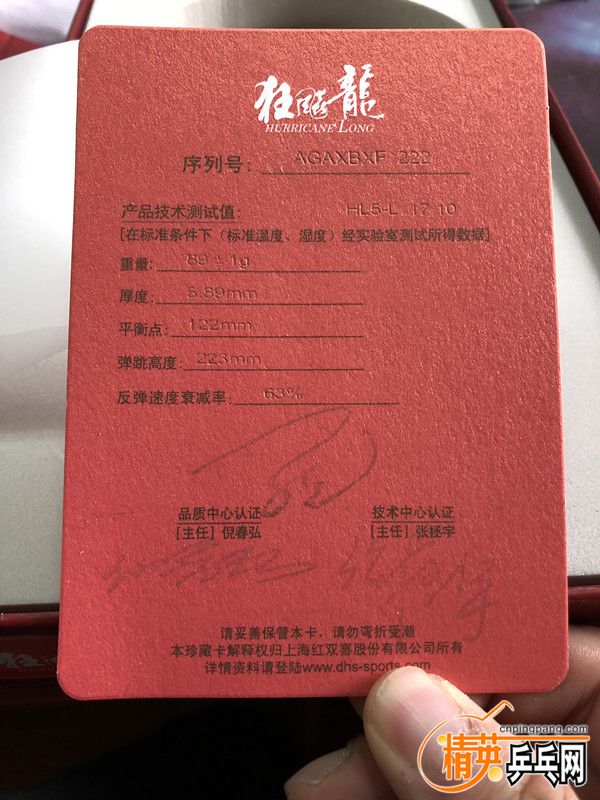 狂飚龍
HURRICANE LONG
序列号: AGAXBXF 222
产品技术测试值: HL5-L 17 10
[在标准条件下（标准温度、湿度）经实验室测试所得数据]
重量: 89±1g
厚度: 5.89mm
平衡点: 122mm
弹跳高度: 223mm
反弹速度衰减率: 63%
品质中心认证 技术中心认证
[主任] 倪春弘 [主任] 张拯宇
请妥善保管本卡，请勿弯折受潮
本珍藏卡解释权归上海红双喜股份有限公司所有
详情资料请登陆www.dhs-sports.com
cnpingpang.com
精英乒乓网